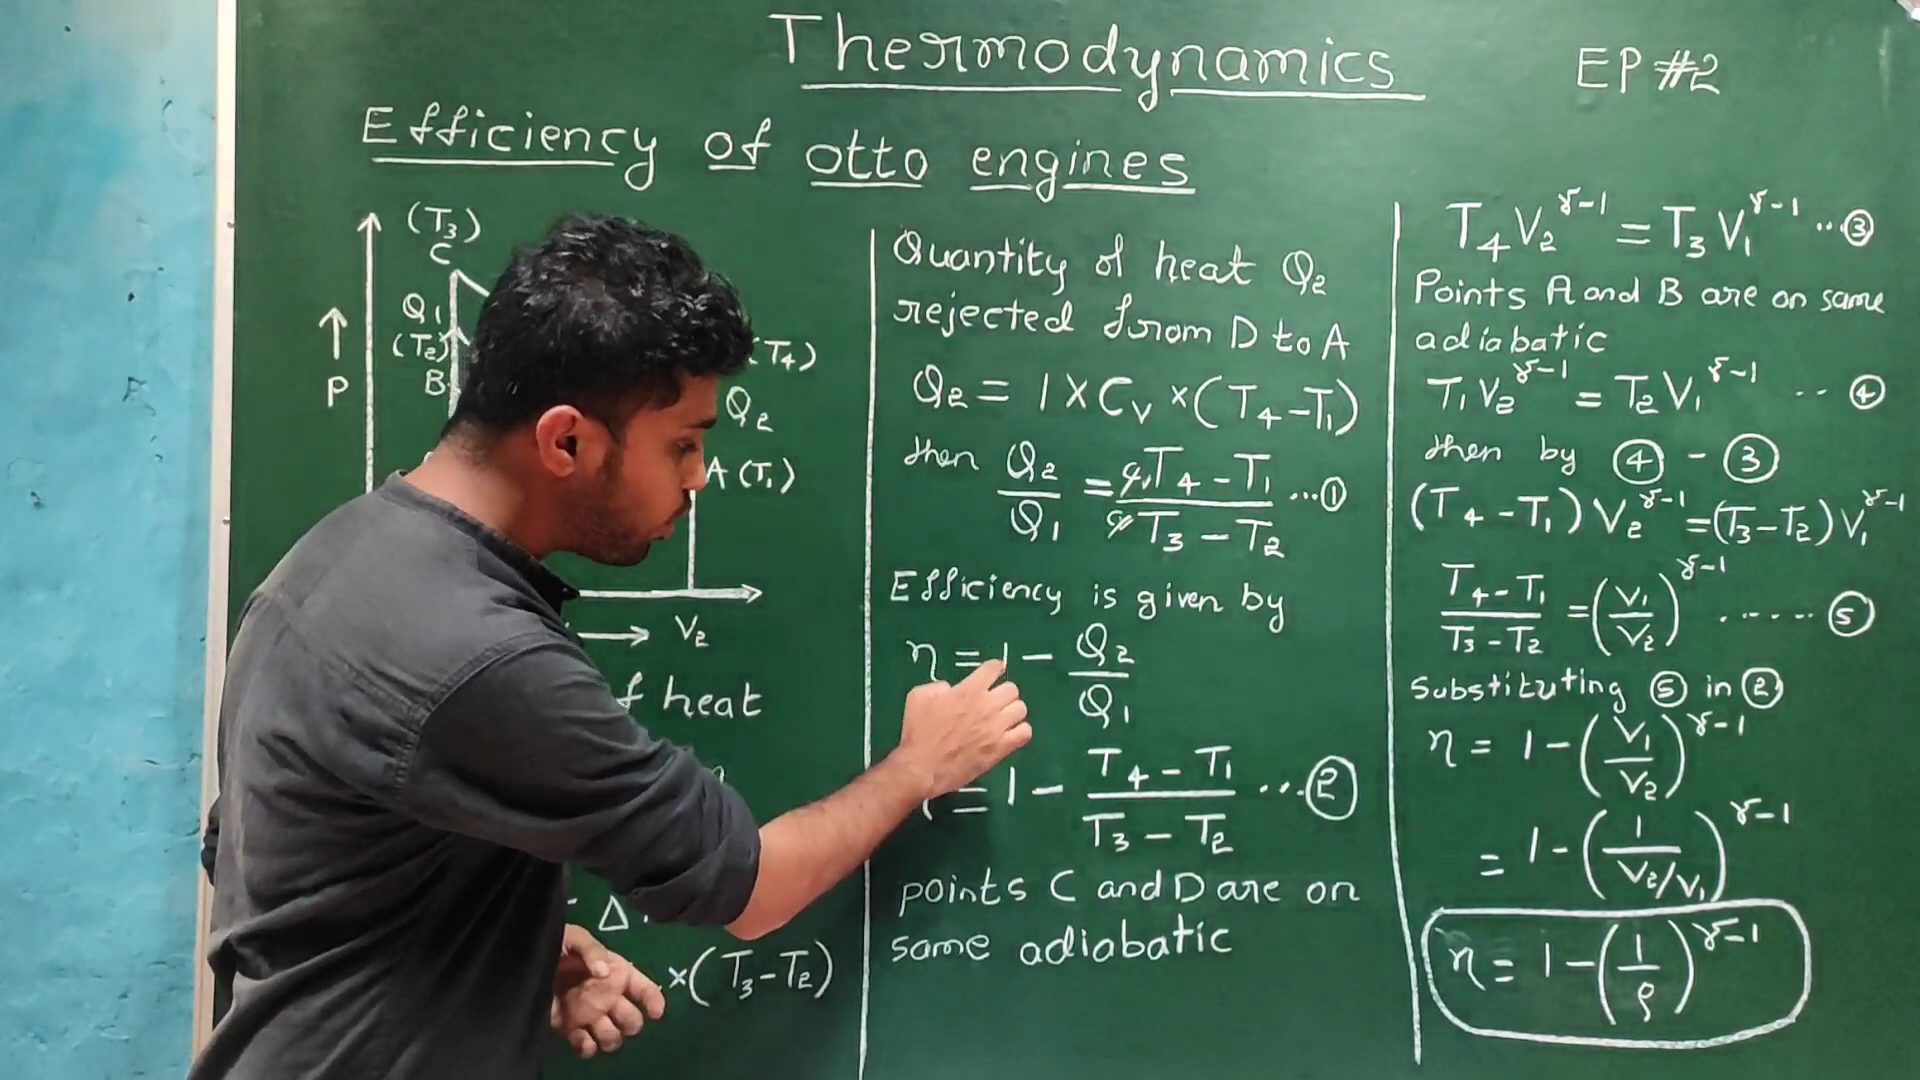 Thermodynamics
EP #2
Efficiency of otto engines
(T₃)
C
Q₁
(T₂)
B
P
(T₄)
Q₂
A (T₁)
V₂
heat
Δ
×(T₃-T₂)
Quantity of heat Q₂
rejected from D to A
Q₂ = 1×Cᵥ×(T₄-T₁)
then Q₂/Q₁ = Cᵥ T₄-T₁ / Cᵥ T₃-T₂ ...①
Efficiency is given by
η = 1 - Q₂/Q₁
= 1 - T₄-T₁/T₃-T₂ ...②
points C and D are on
same adiabatic
T₄V₂^γ-1 = T₃V₁^γ-1 ...③
Points A and B are on same
adiabatic
T₁V₂^γ-1 = T₂V₁^γ-1 .. ④
then by ④ - ③
(T₄-T₁)V₂^γ-1 = (T₃-T₂)V₁^γ-1
T₄-T₁/T₃-T₂ = (V₁/V₂)^γ-1 ...... ⑤
Substituting ⑤ in ②
η = 1-(V₁/V₂)^γ-1
= 1-(1/V₂/V₁)^γ-1
η = 1-(1/ρ)^γ-1